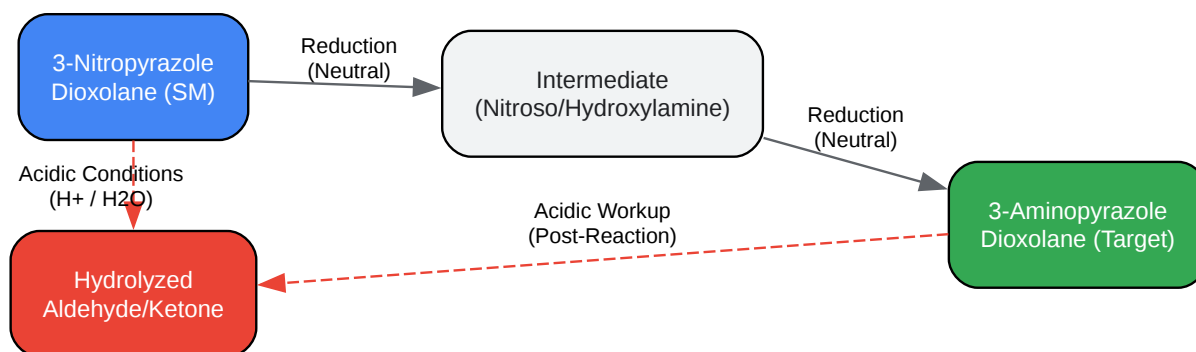 3-Nitropyrazole
Dioxolane (SM)
Reduction
(Neutral)
Intermediate
(Nitroso/Hydroxylamine)
Reduction
(Neutral)
3-Aminopyrazole
Dioxolane (Target)
Acidic Conditions
(H+ / H2O)
Acidic Workup
(Post-Reaction)
Hydrolyzed
Aldehyde/Ketone